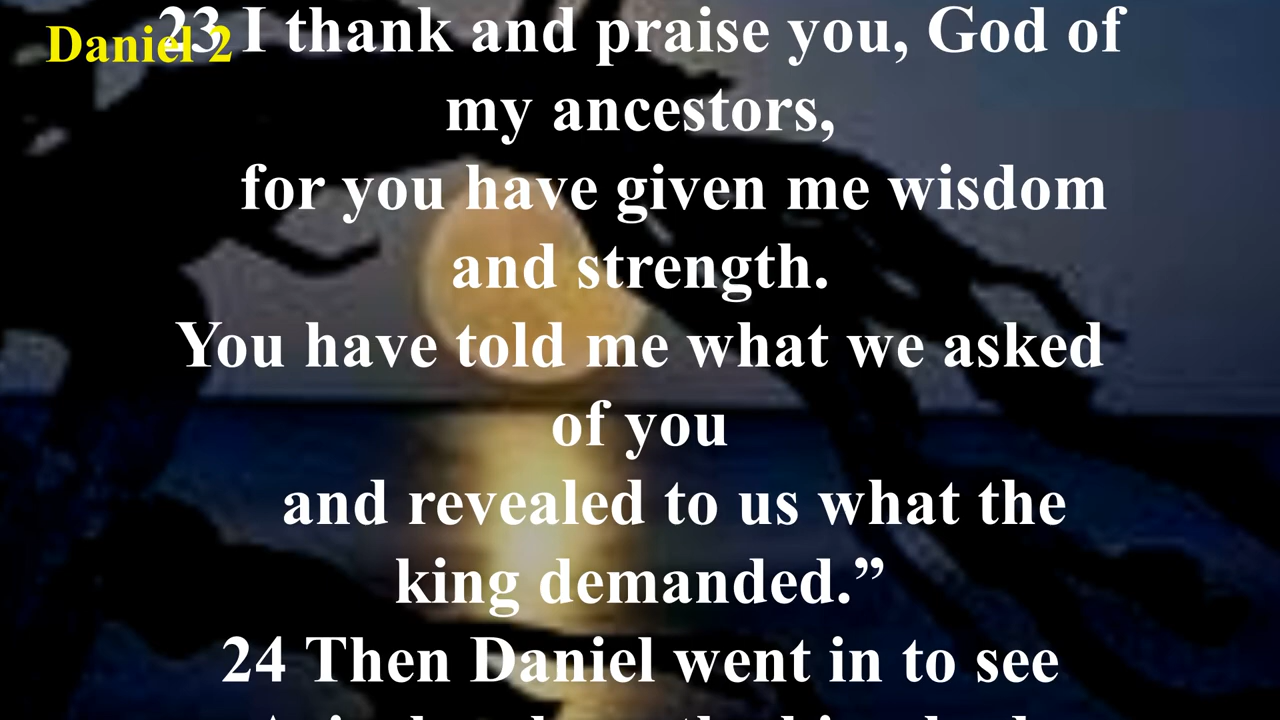 Daniel 2
23 I thank and praise you, God of
my ancestors,
for you have given me wisdom
and strength.
You have told me what we asked
of you
and revealed to us what the
king demanded.”
24 Then Daniel went in to see